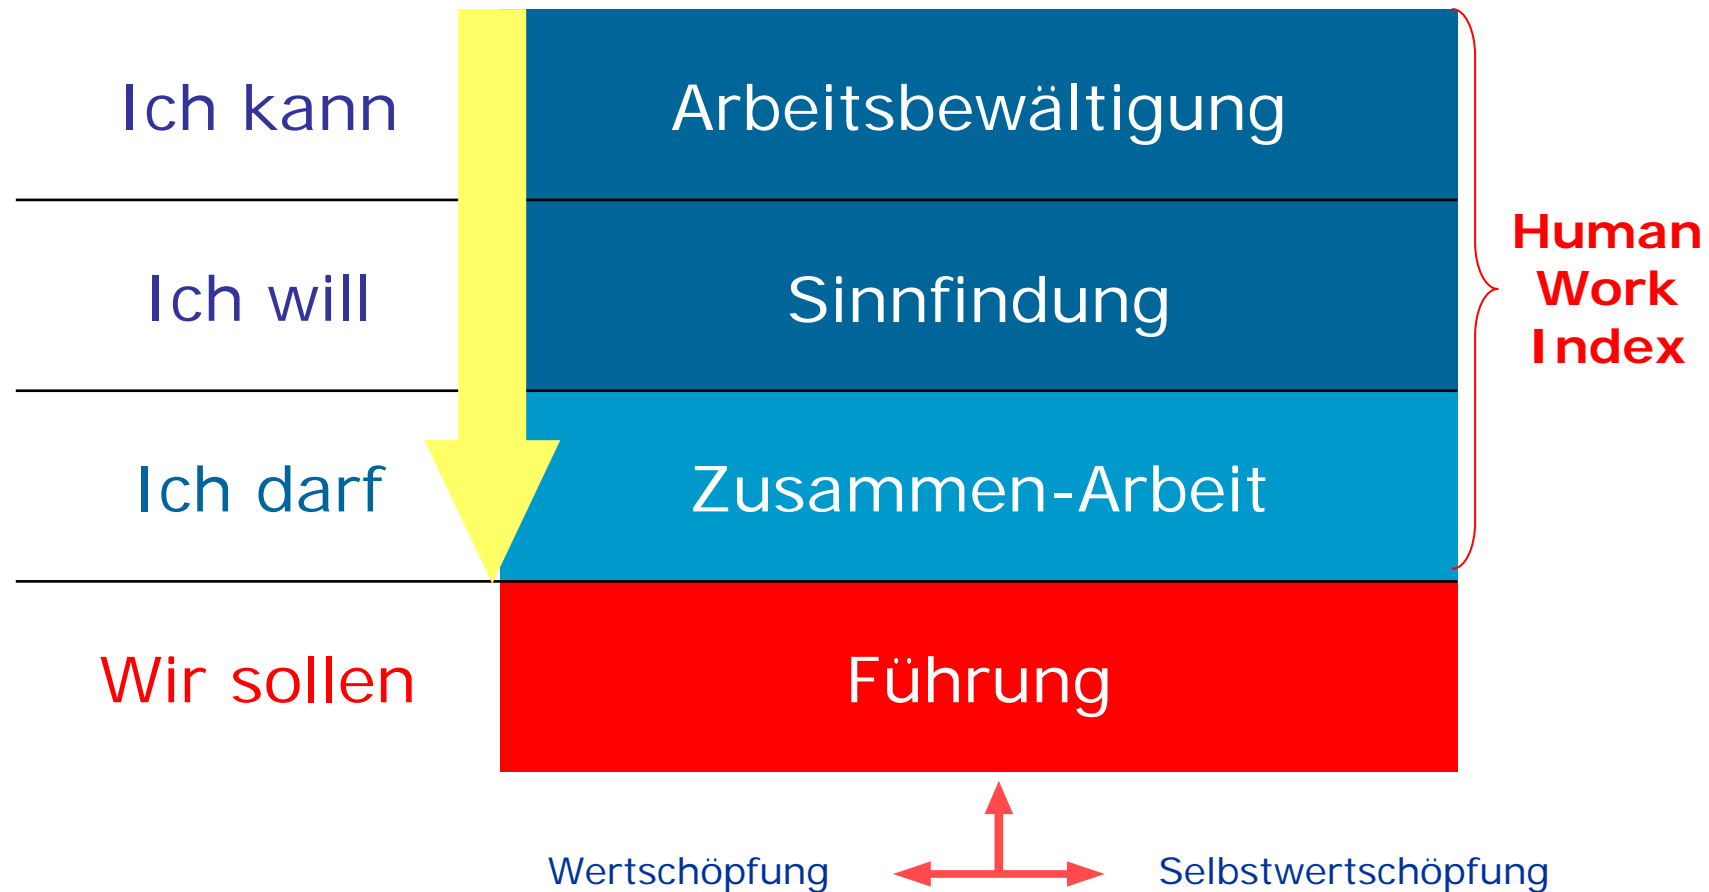 Ich kann
Arbeitsbewältigung
Ich will
Sinnfindung
Human
Work
Index
Ich darf
Zusammen-Arbeit
Wir sollen
Führung
Wertschöpfung
Selbstwertschöpfung